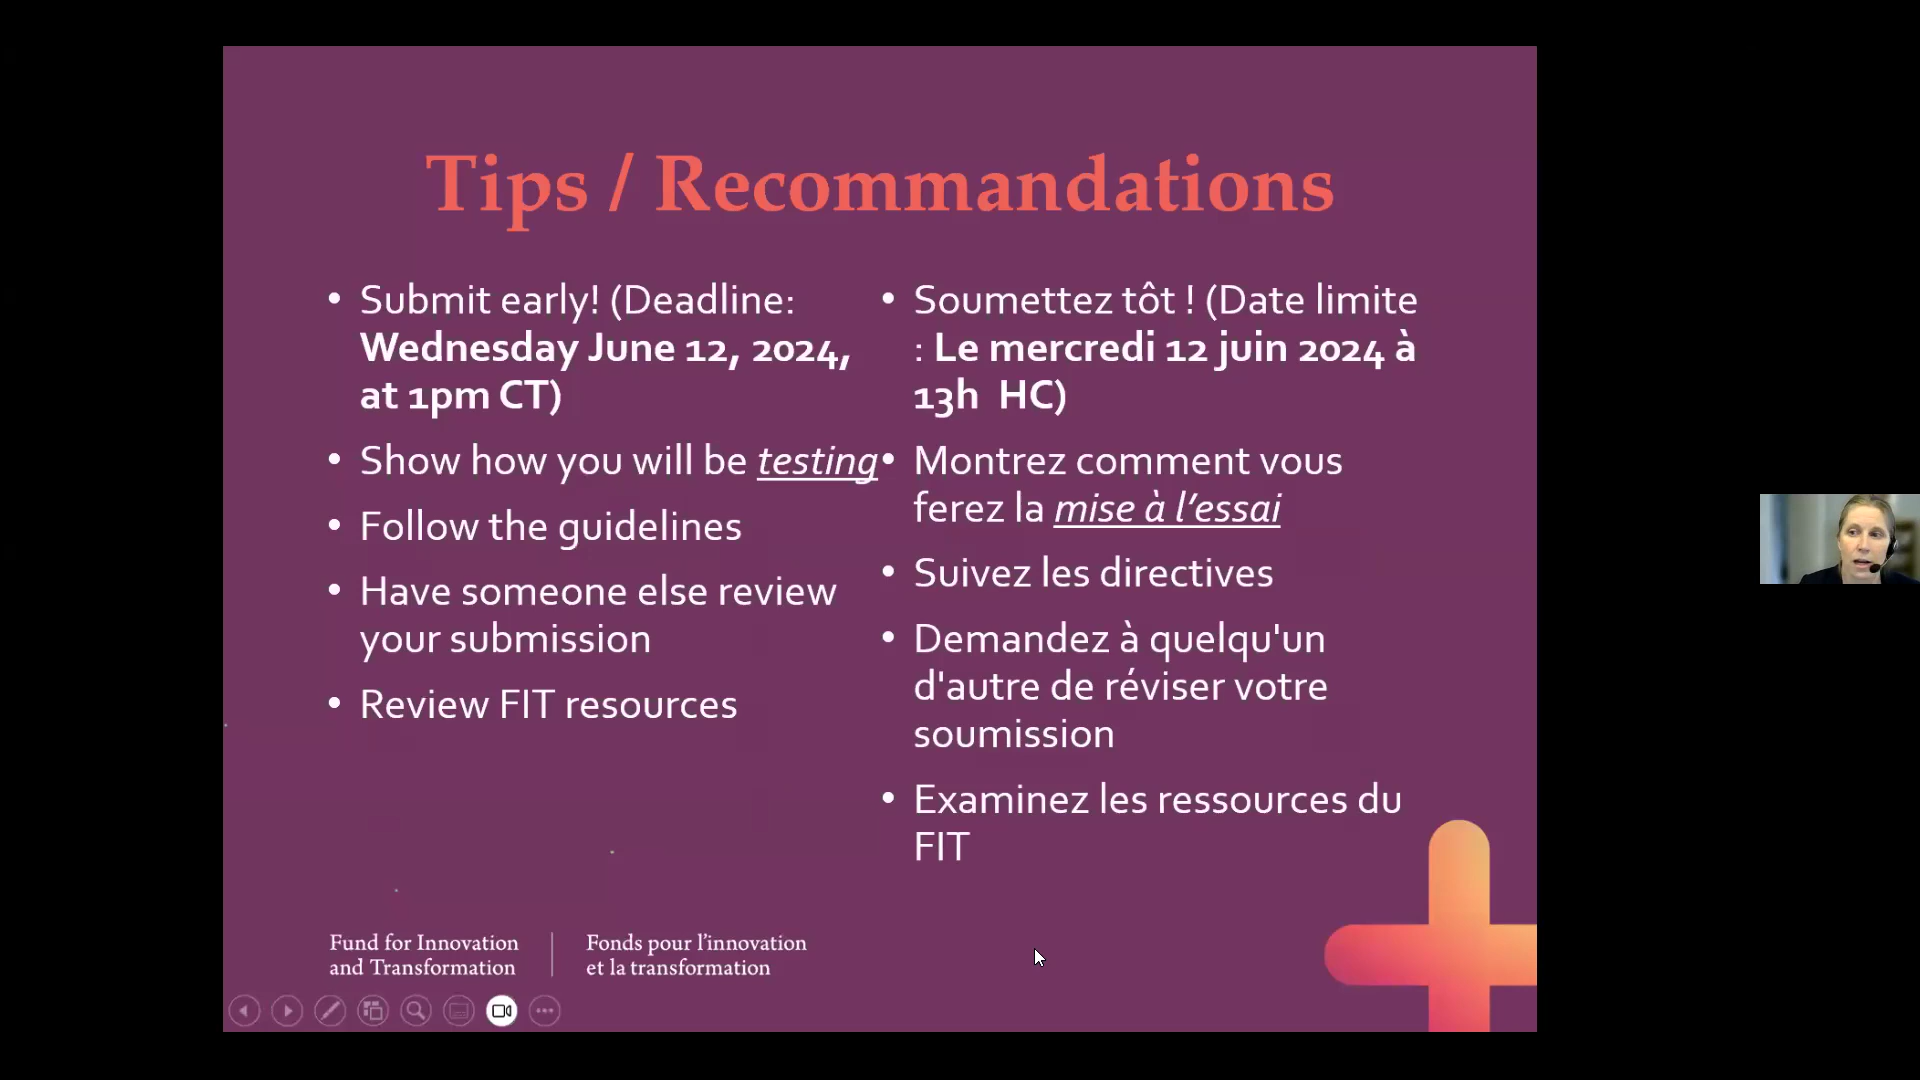 Tips / Recommandations
• Submit early! (Deadline:
Wednesday June 12, 2024,
at 1pm CT)
• Show how you will be testing
• Follow the guidelines
• Have someone else review
your submission
• Review FIT resources
• Soumettez tôt ! (Date limite
: Le mercredi 12 juin 2024 à
13h  HC)
• Montrez comment vous
ferez la mise à l’essai
• Suivez les directives
• Demandez à quelqu'un
d'autre de réviser votre
soumission
• Examinez les ressources du
FIT
Fund for Innovation
and Transformation
Fonds pour l’innovation
et la transformation